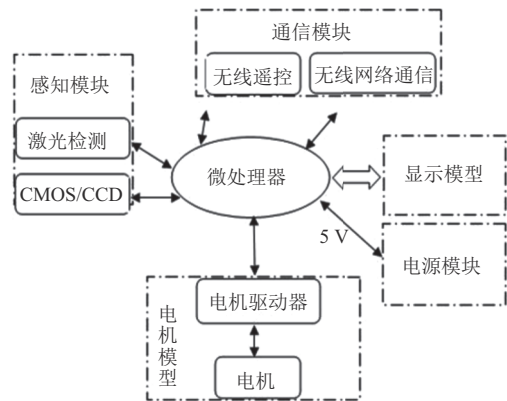 通信模块
无线遥控
无线网络通信
感知模块
激光检测
CMOS/CCD
微处理器
显示模型
5 V
电源模块
电机模型
电机驱动器
电机